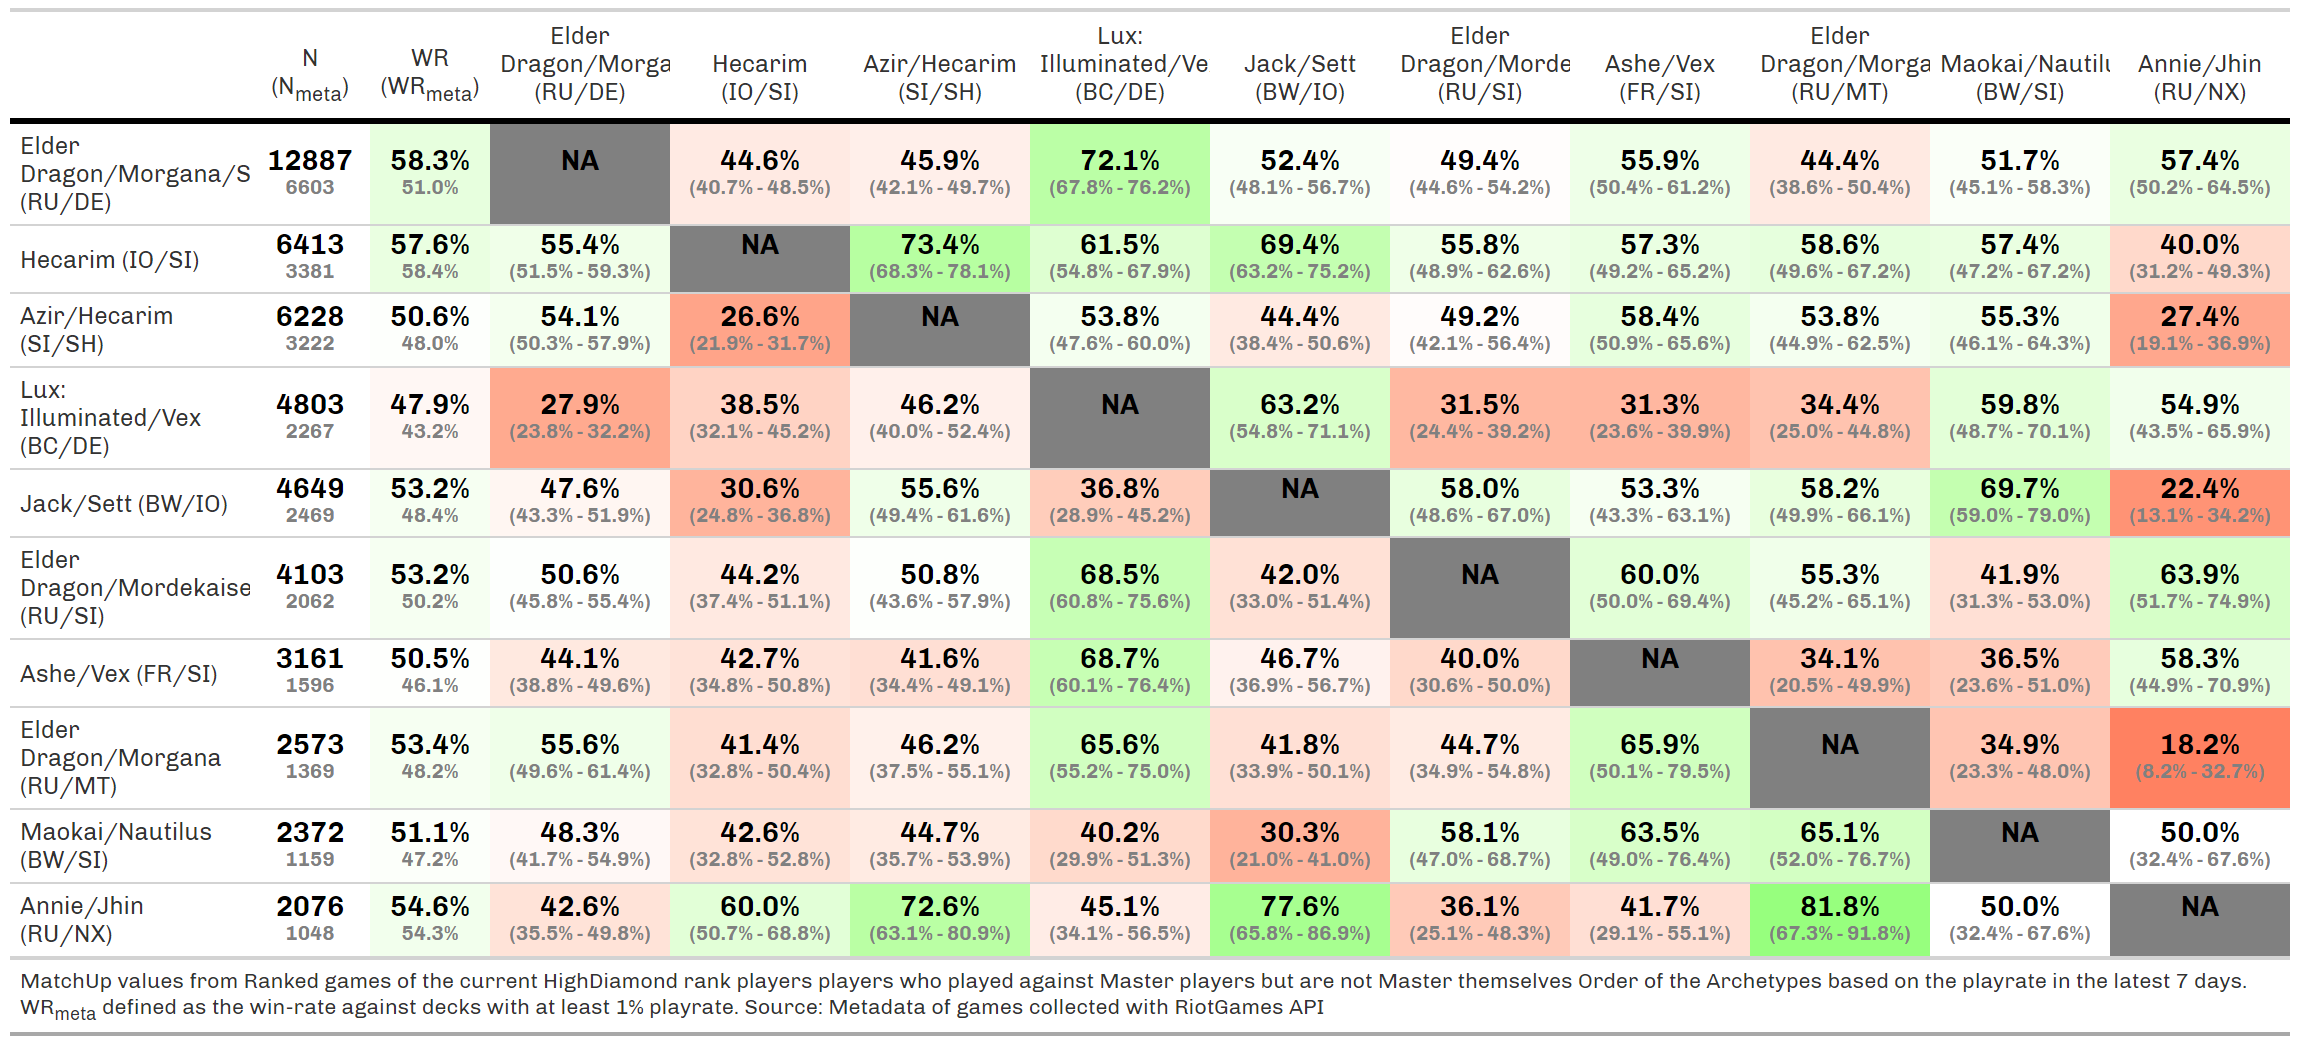 N (Nmeta) WR (WRmeta) Elder Dragon/Morga (RU/DE) Hecarim (IO/SI) Azir/Hecarim (SI/SH) Lux: Illuminated/Ve (BC/DE) Jack/Sett (BW/IO) Elder Dragon/Morde (RU/SI) Ashe/Vex (FR/SI) Elder Dragon/Morga (RU/MT) Maokai/Nautilu (BW/SI) Annie/Jhin (RU/NX)
Elder Dragon/Morgana/S (RU/DE) 12887 6603 58.3% 51.0% NA 44.6% (40.7% - 48.5%) 45.9% (42.1% - 49.7%) 72.1% (67.8% - 76.2%) 52.4% (48.1% - 56.7%) 49.4% (44.6% - 54.2%) 55.9% (50.4% - 61.2%) 44.4% (38.6% - 50.4%) 51.7% (45.1% - 58.3%) 57.4% (50.2% - 64.5%)
Hecarim (IO/SI) 6413 3381 57.6% 58.4% 55.4% (51.5% - 59.3%) NA 73.4% (68.3% - 78.1%) 61.5% (54.8% - 67.9%) 69.4% (63.2% - 75.2%) 55.8% (48.9% - 62.6%) 57.3% (49.2% - 65.2%) 58.6% (49.6% - 67.2%) 57.4% (47.2% - 67.2%) 40.0% (31.2% - 49.3%)
Azir/Hecarim (SI/SH) 6228 3222 50.6% 48.0% 54.1% (50.3% - 57.9%) 26.6% (21.9% - 31.7%) NA 53.8% (47.6% - 60.0%) 44.4% (38.4% - 50.6%) 49.2% (42.1% - 56.4%) 58.4% (50.9% - 65.6%) 53.8% (44.9% - 62.5%) 55.3% (46.1% - 64.3%) 27.4% (19.1% - 36.9%)
Lux: Illuminated/Vex (BC/DE) 4803 2267 47.9% 43.2% 27.9% (23.8% - 32.2%) 38.5% (32.1% - 45.2%) 46.2% (40.0% - 52.4%) NA 63.2% (54.8% - 71.1%) 31.5% (24.4% - 39.2%) 31.3% (23.6% - 39.9%) 34.4% (25.0% - 44.8%) 59.8% (48.7% - 70.1%) 54.9% (43.5% - 65.9%)
Jack/Sett (BW/IO) 4649 2469 53.2% 48.4% 47.6% (43.3% - 51.9%) 30.6% (24.8% - 36.8%) 55.6% (49.4% - 61.6%) 36.8% (28.9% - 45.2%) NA 58.0% (48.6% - 67.0%) 53.3% (43.3% - 63.1%) 58.2% (49.9% - 66.1%) 69.7% (59.0% - 79.0%) 22.4% (13.1% - 34.2%)
Elder Dragon/Mordekaise (RU/SI) 4103 2062 53.2% 50.2% 50.6% (45.8% - 55.4%) 44.2% (37.4% - 51.1%) 50.8% (43.6% - 57.9%) 68.5% (60.8% - 75.6%) 42.0% (33.0% - 51.4%) NA 60.0% (50.0% - 69.4%) 55.3% (45.2% - 65.1%) 41.9% (31.3% - 53.0%) 63.9% (51.7% - 74.9%)
Ashe/Vex (FR/SI) 3161 1596 50.5% 46.1% 44.1% (38.8% - 49.6%) 42.7% (34.8% - 50.8%) 41.6% (34.4% - 49.1%) 68.7% (60.1% - 76.4%) 46.7% (36.9% - 56.7%) 40.0% (30.6% - 50.0%) NA 34.1% (20.5% - 49.9%) 36.5% (23.6% - 51.0%) 58.3% (44.9% - 70.9%)
Elder Dragon/Morgana (RU/MT) 2573 1369 53.4% 48.2% 55.6% (49.6% - 61.4%) 41.4% (32.8% - 50.4%) 46.2% (37.5% - 55.1%) 65.6% (55.2% - 75.0%) 41.8% (33.9% - 50.1%) 44.7% (34.9% - 54.8%) 65.9% (50.1% - 79.5%) NA 34.9% (23.3% - 48.0%) 18.2% (8.2% - 32.7%)
Maokai/Nautilus (BW/SI) 2372 1159 51.1% 47.2% 48.3% (41.7% - 54.9%) 42.6% (32.8% - 52.8%) 44.7% (35.7% - 53.9%) 40.2% (29.9% - 51.3%) 30.3% (21.0% - 41.0%) 58.1% (47.0% - 68.7%) 63.5% (49.0% - 76.4%) 65.1% (52.0% - 76.7%) NA 50.0% (32.4% - 67.6%)
Annie/Jhin (RU/NX) 2076 1048 54.6% 54.3% 42.6% (35.5% - 49.8%) 60.0% (50.7% - 68.8%) 72.6% (63.1% - 80.9%) 45.1% (34.1% - 56.5%) 77.6% (65.8% - 86.9%) 36.1% (25.1% - 48.3%) 41.7% (29.1% - 55.1%) 81.8% (67.3% - 91.8%) 50.0% (32.4% - 67.6%) NA
MatchUp values from Ranked games of the current HighDiamond rank players players who played against Master players but are not Master themselves Order of the Archetypes based on the playrate in the latest 7 days.
WRmeta defined as the win-rate against decks with at least 1% playrate. Source: Metadata of games collected with RiotGames API